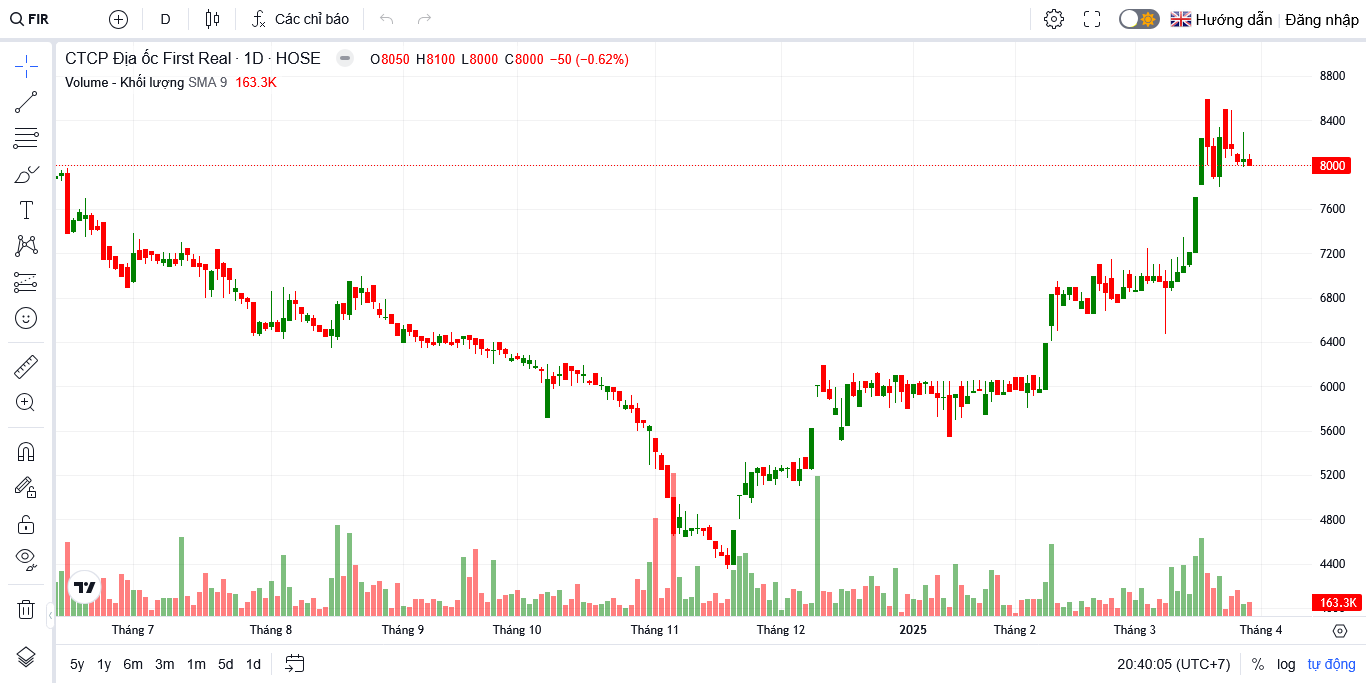 FIR D Các chỉ báo Hướng dẫn Đăng nhập
CTCP Địa ốc First Real · 1D · HOSE O8050 H8100 L8000 C8000 −50 (−0.62%)
Volume - Khối lượng SMA 9 163.3K
8800
8400
8000
7600
7200
6800
6400
6000
5600
5200
4800
4400
163.3K
Tháng 7 Tháng 8 Tháng 9 Tháng 10 Tháng 11 Tháng 12 2025 Tháng 2 Tháng 3 Tháng 4
5y 1y 6m 3m 1m 5d 1d 20:40:05 (UTC+7) % log tự động